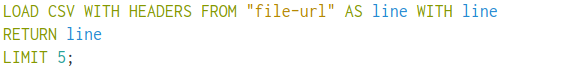 LOAD CSV WITH HEADERS FROM "file-url" AS line WITH line
RETURN line
LIMIT 5;